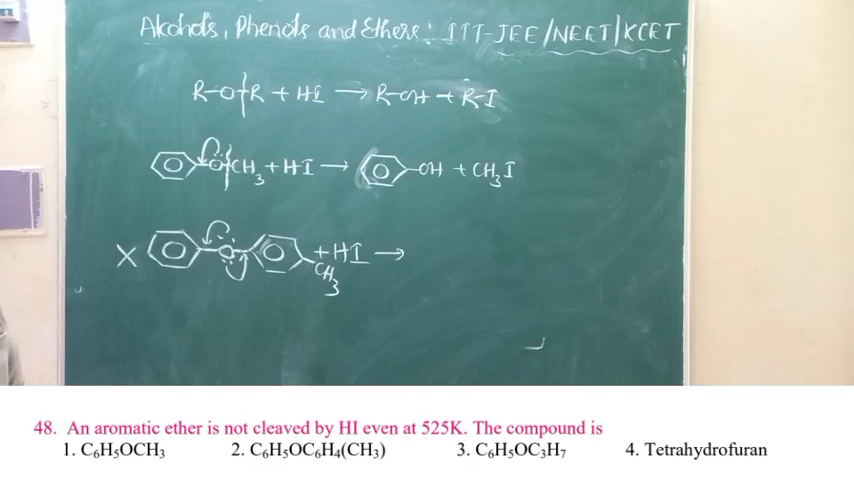 Alcohols, Phenols and Ethers: IIT-JEE/NEET/KCET
R-O-R + HI → R-OH + R-I
-O-CH3 + HI → -OH + CH3I
X -O- CH3 + HI →
48. An aromatic ether is not cleaved by HI even at 525K. The compound is
1. C6H5OCH3 2. C6H5OC6H4(CH3) 3. C6H5OC3H7 4. Tetrahydrofuran